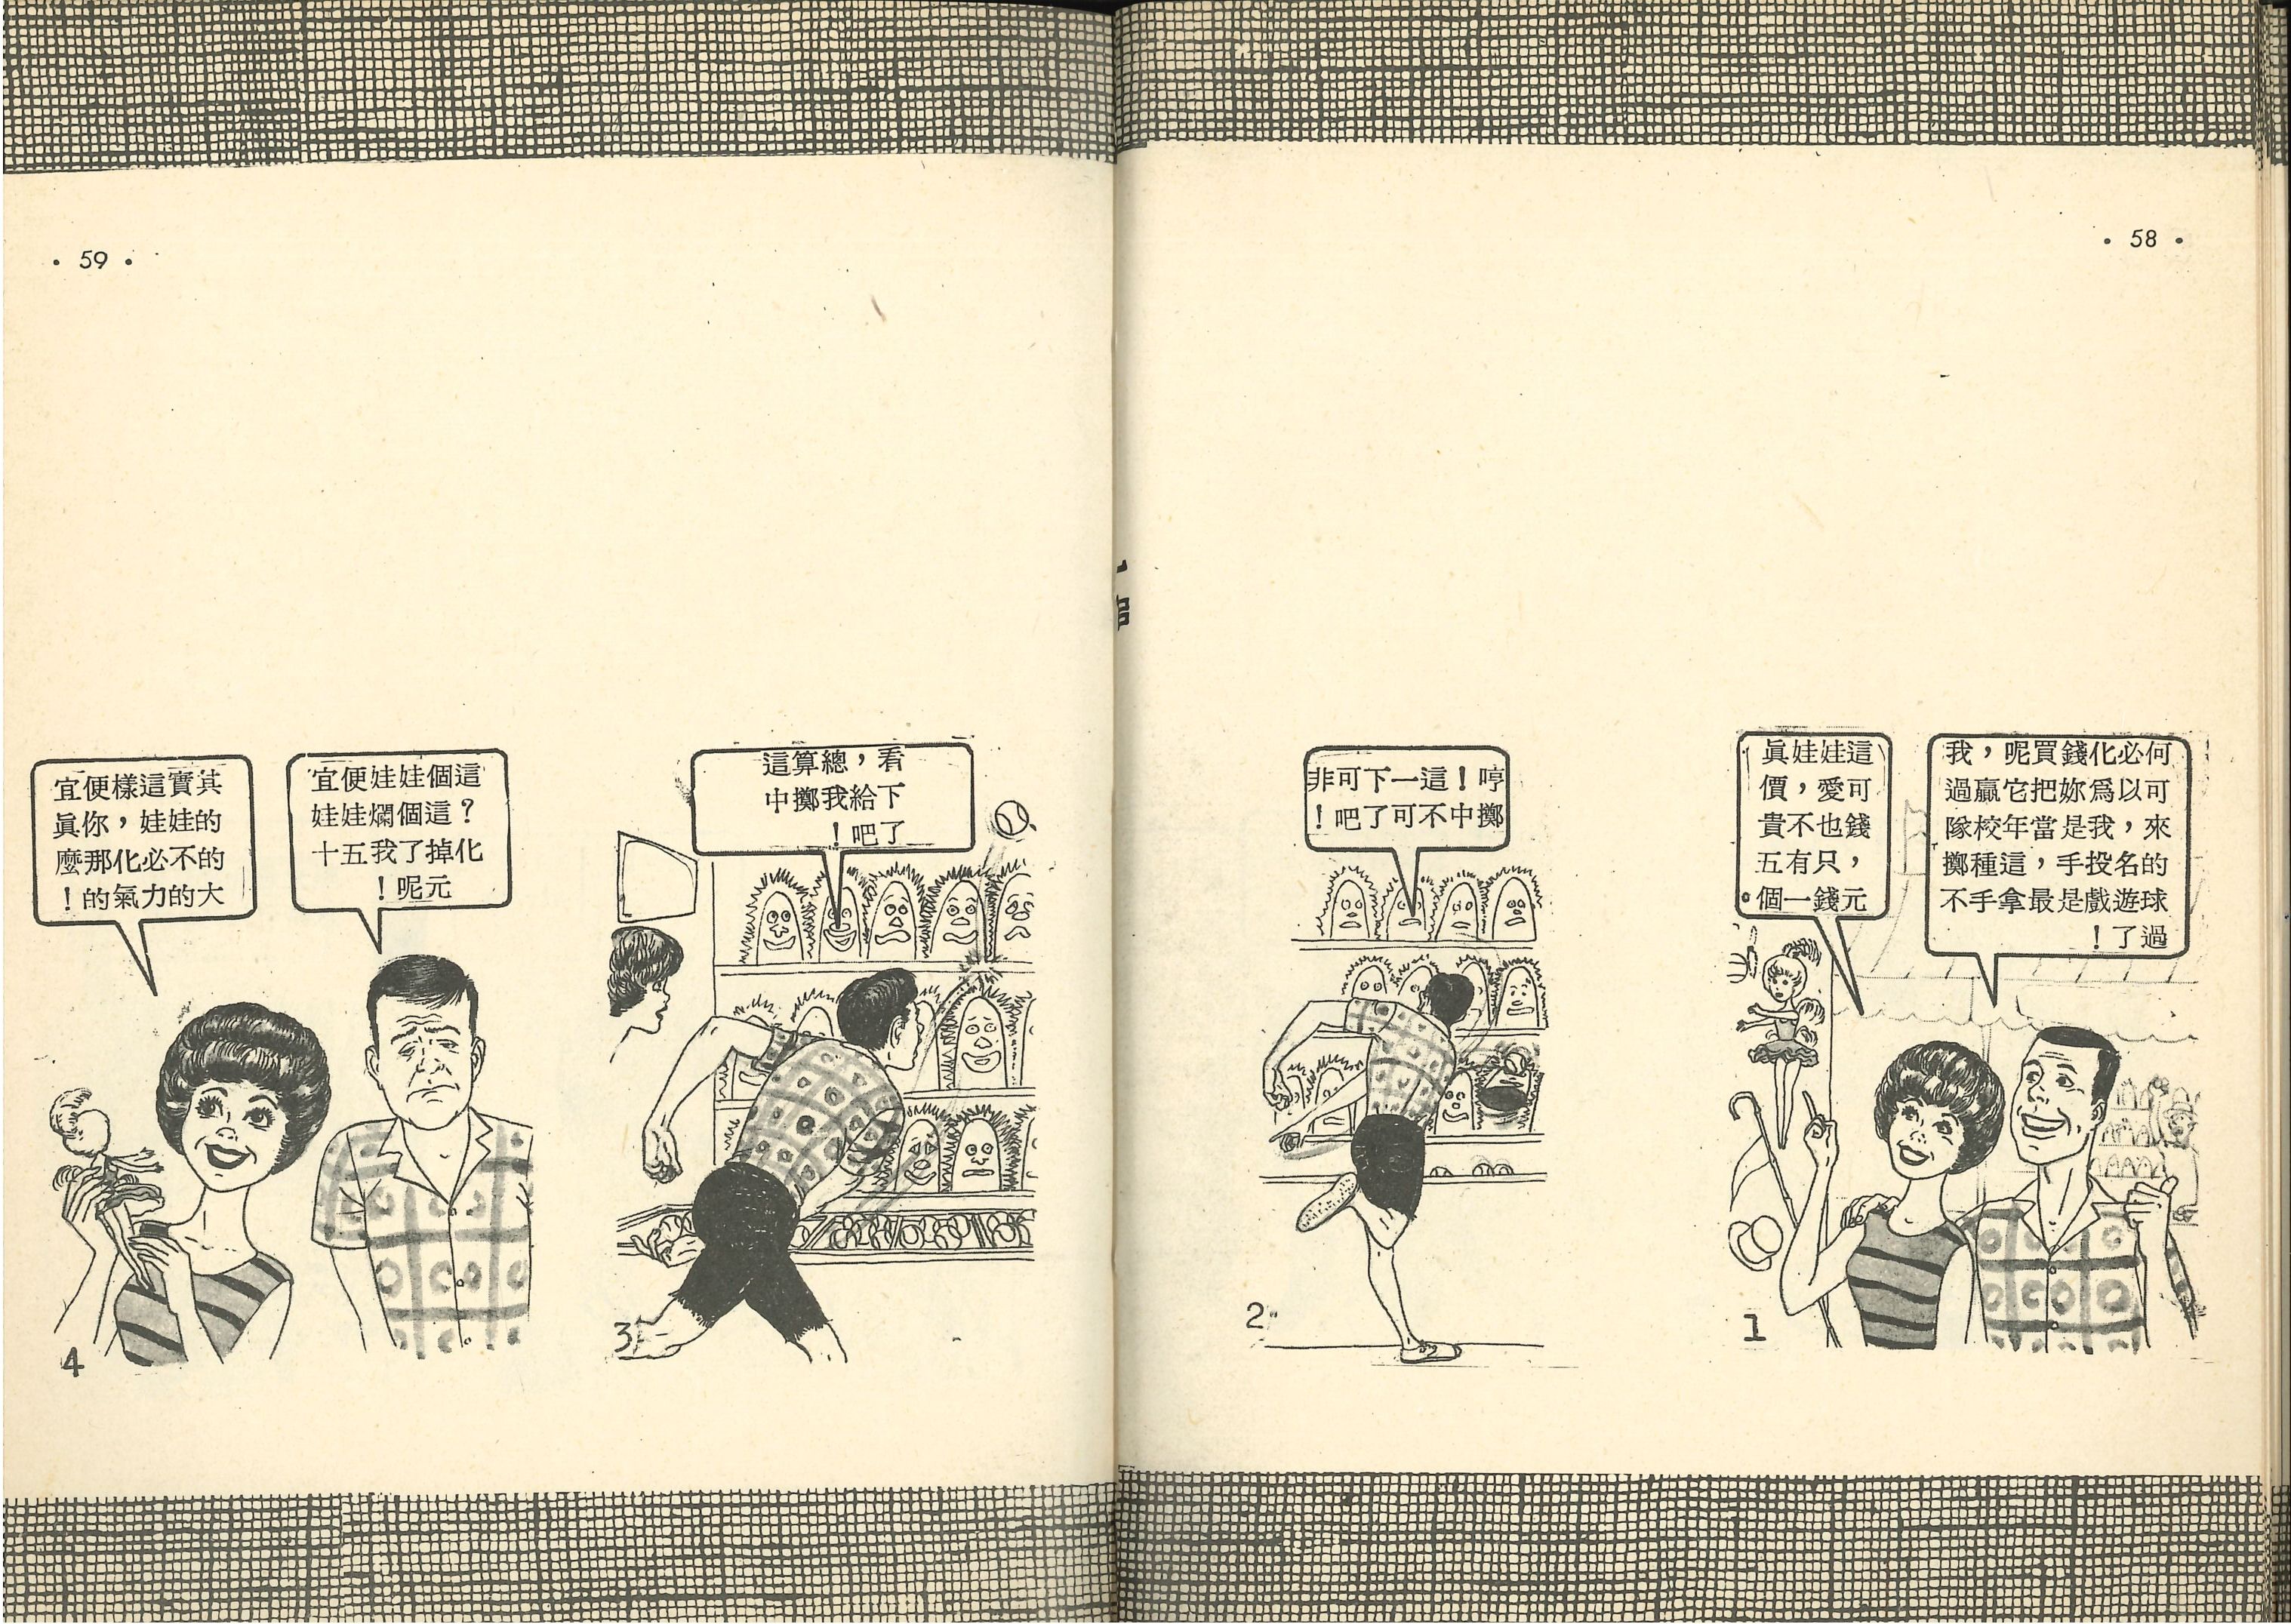 • 58 •
這娃娃眞
可愛，價
錢也不貴
，只有五
元錢一個。
何必化錢買呢，我
可以爲妳把它贏過
來，我是當年校隊
的名投手，這種擲
球遊戲是最拿手不
過了！
1
哼！這一下可非
擲中不可了吧！
2
• 59 •
看，總算這
下給我擲中
了吧！
3
這個娃娃便宜
？這個爛娃娃
化掉了我五十
元呢！
其實這樣便宜
的娃娃，你眞
的不必化那麼
大的力氣的！
4